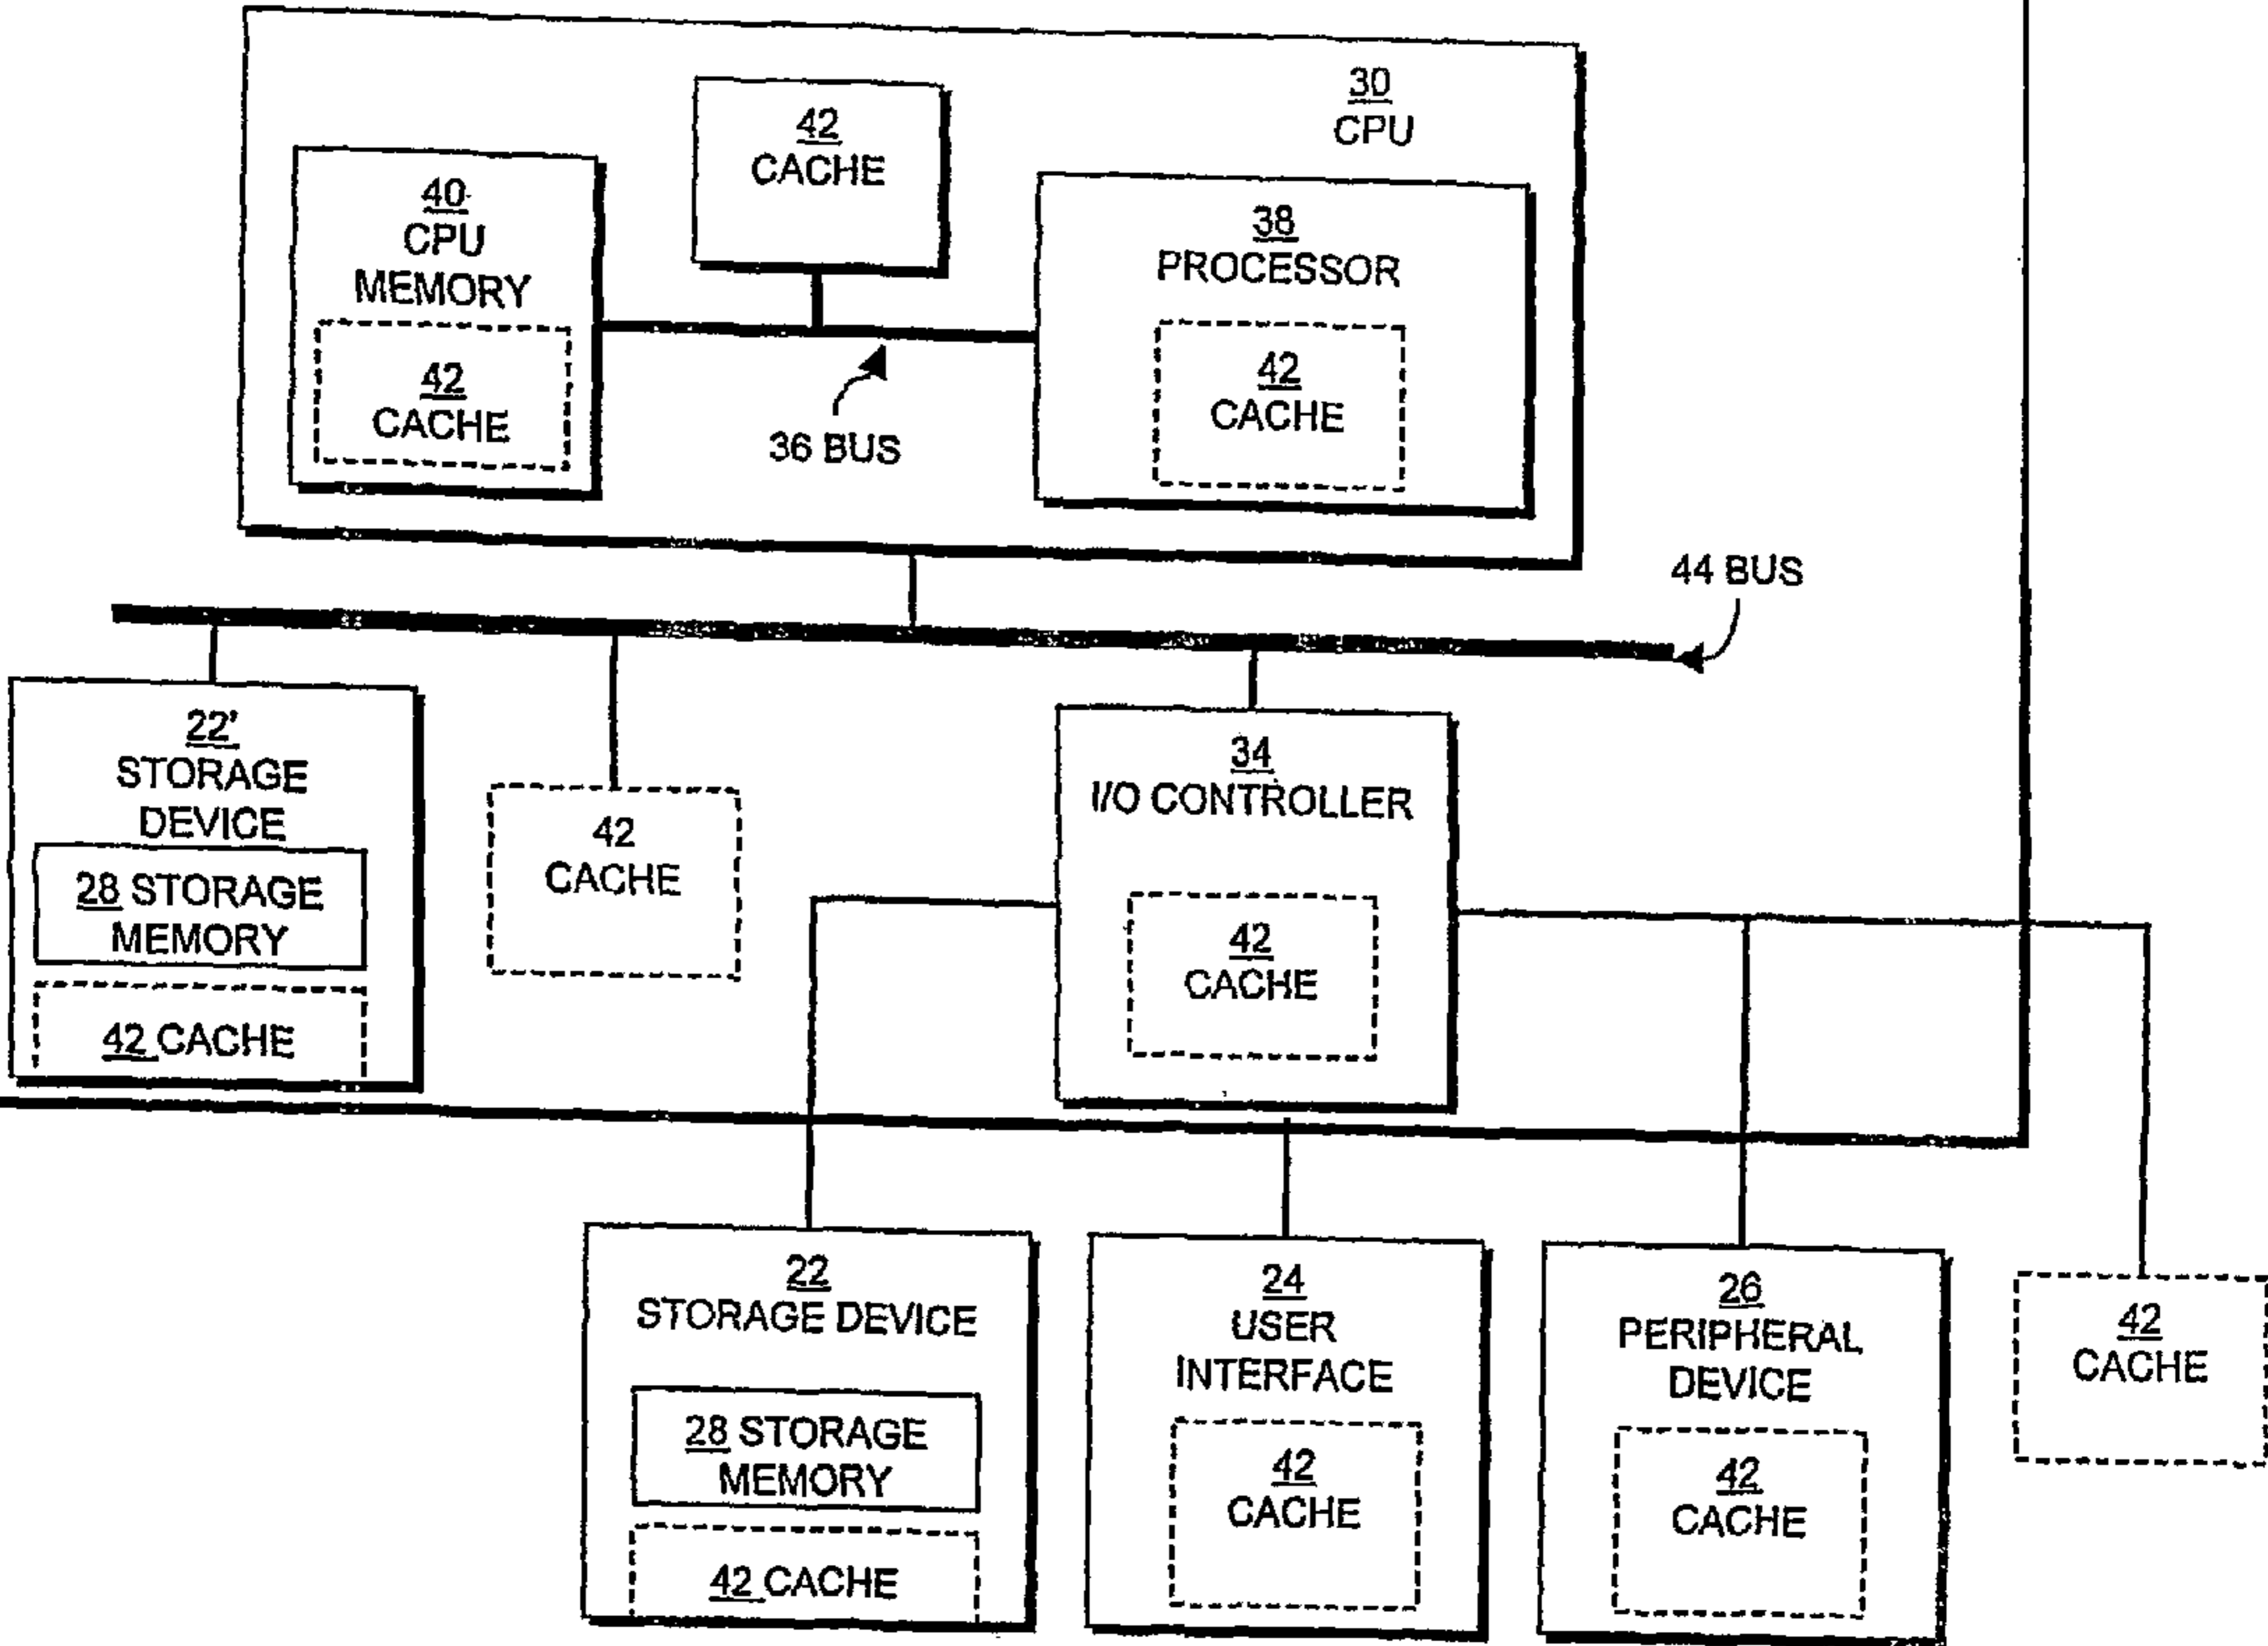 30
CPU
42
CACHE
40
CPU
MEMORY
42
CACHE
38
PROCESSOR
42
CACHE
36 BUS
44 BUS
22'
STORAGE
DEVICE
28 STORAGE
MEMORY
42 CACHE
42
CACHE
34
I/O CONTROLLER
42
CACHE
22
STORAGE DEVICE
28 STORAGE
MEMORY
42 CACHE
24
USER
INTERFACE
42
CACHE
26
PERIPHERAL
DEVICE
42
CACHE
42
CACHE